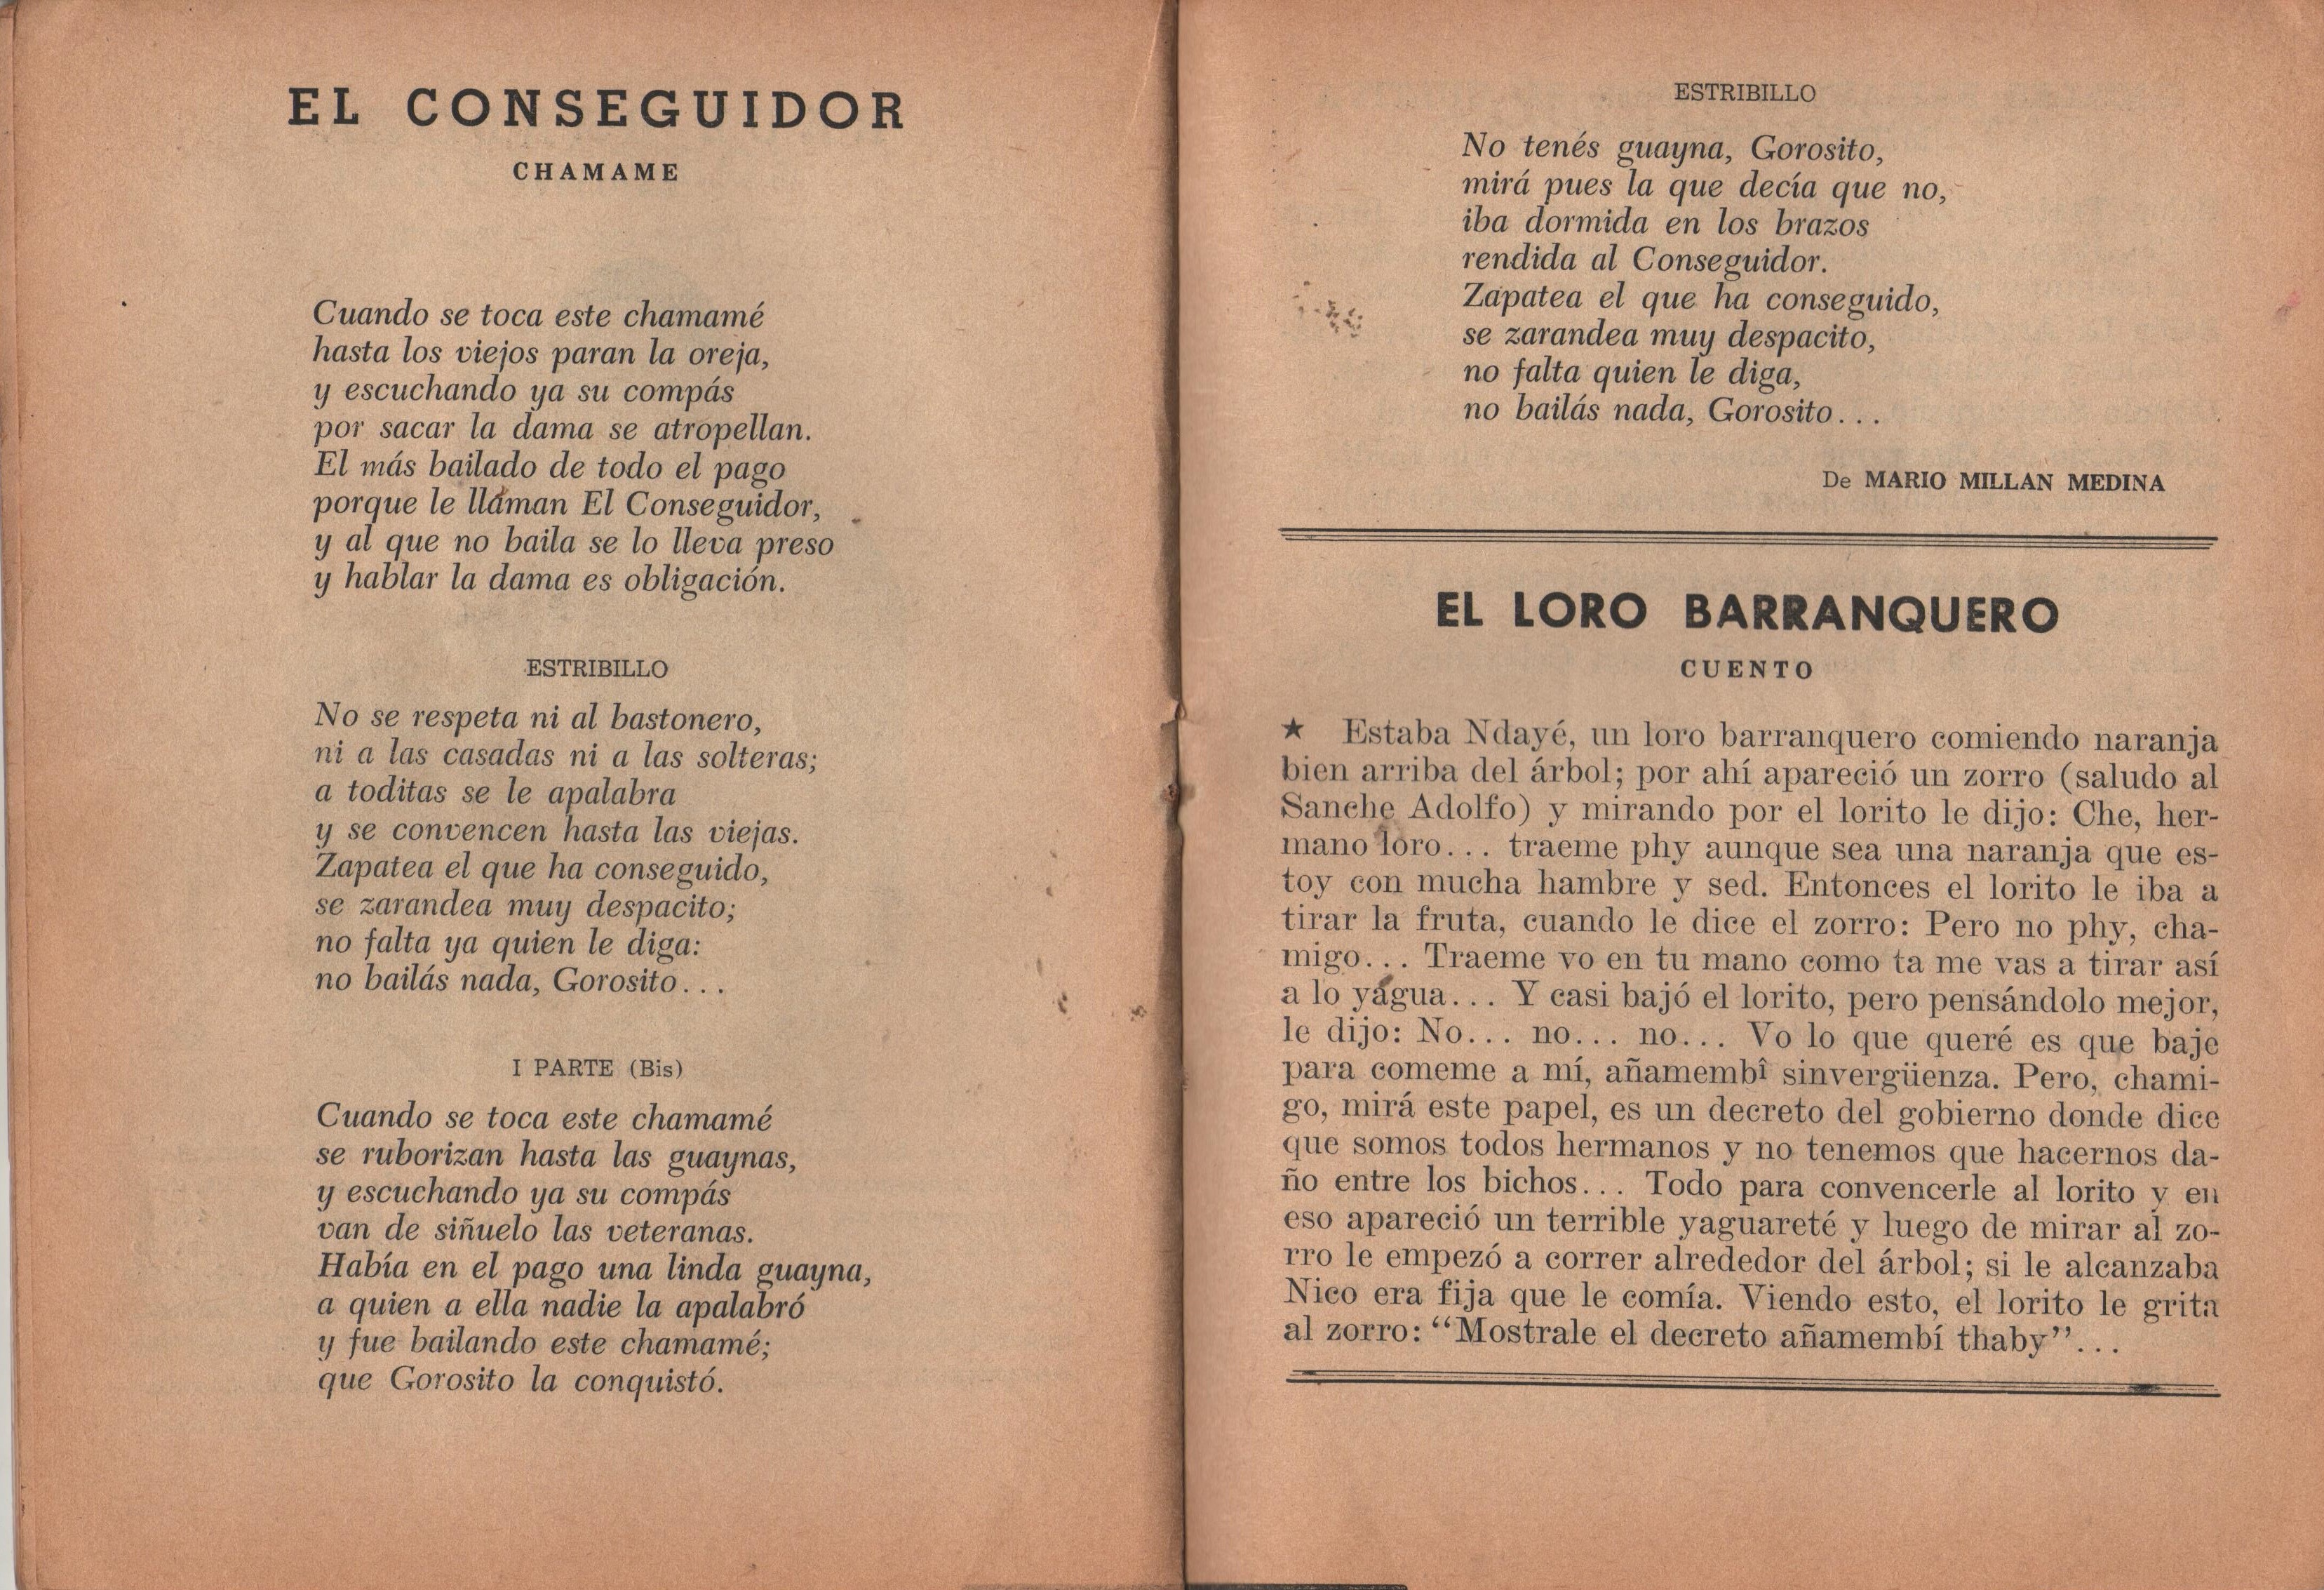 EL CONSEGUIDOR
CHAMAME
Cuando se toca este chamamé
hasta los viejos paran la oreja,
y escuchando ya su compás
por sacar la dama se atropellan.
El más bailado de todo el pago
porque le llaman El Conseguidor,
y al que no baila se lo lleva preso
y hablar la dama es obligación.
ESTRIBILLO
No se respeta ni al bastonero,
ni a las casadas ni a las solteras;
a toditas se le apalabra
y se convencen hasta las viejas.
Zapatea el que ha conseguido,
se zarandea muy despacito;
no falta ya quien le diga:
no bailás nada, Gorosito...
I PARTE (Bis)
Cuando se toca este chamamé
se ruborizan hasta las guaynas,
y escuchando ya su compás
van de siñuelo las veteranas.
Había en el pago una linda guayna,
a quien a ella nadie la apalabró
y fue bailando este chamamé;
que Gorosito la conquistó.
ESTRIBILLO
No tenés guayna, Gorosito,
mirá pues la que decía que no,
iba dormida en los brazos
rendida al Conseguidor.
Zapatea el que ha conseguido,
se zarandea muy despacito,
no falta quien le diga,
no bailás nada, Gorosito...
De MARIO MILLAN MEDINA
EL LORO BARRANQUERO
CUENTO
★ Estaba Ndayé, un loro barranquero comiendo naranja
bien arriba del árbol; por ahí apareció un zorro (saludo al
Sanche Adolfo) y mirando por el lorito le dijo: Che, her-
mano loro... traeme phy aunque sea una naranja que es-
toy con mucha hambre y sed. Entonces el lorito le iba a
tirar la fruta, cuando le dice el zorro: Pero no phy, cha-
migo... Traeme vo en tu mano como ta me vas a tirar así
a lo yágua... Y casi bajó el lorito, pero pensándolo mejor,
le dijo: No... no... no... Vo lo que queré es que baje
para comeme a mí, añamembî sinvergüenza. Pero, chami-
go, mirá este papel, es un decreto del gobierno donde dice
que somos todos hermanos y no tenemos que hacernos da-
ño entre los bichos... Todo para convencerle al lorito y en
eso apareció un terrible yaguareté y luego de mirar al zo-
rro le empezó a correr alrededor del árbol; si le alcanzaba
Nico era fija que le comía. Viendo esto, el lorito le grita
al zorro: “Mostrale el decreto añamembí thaby”...